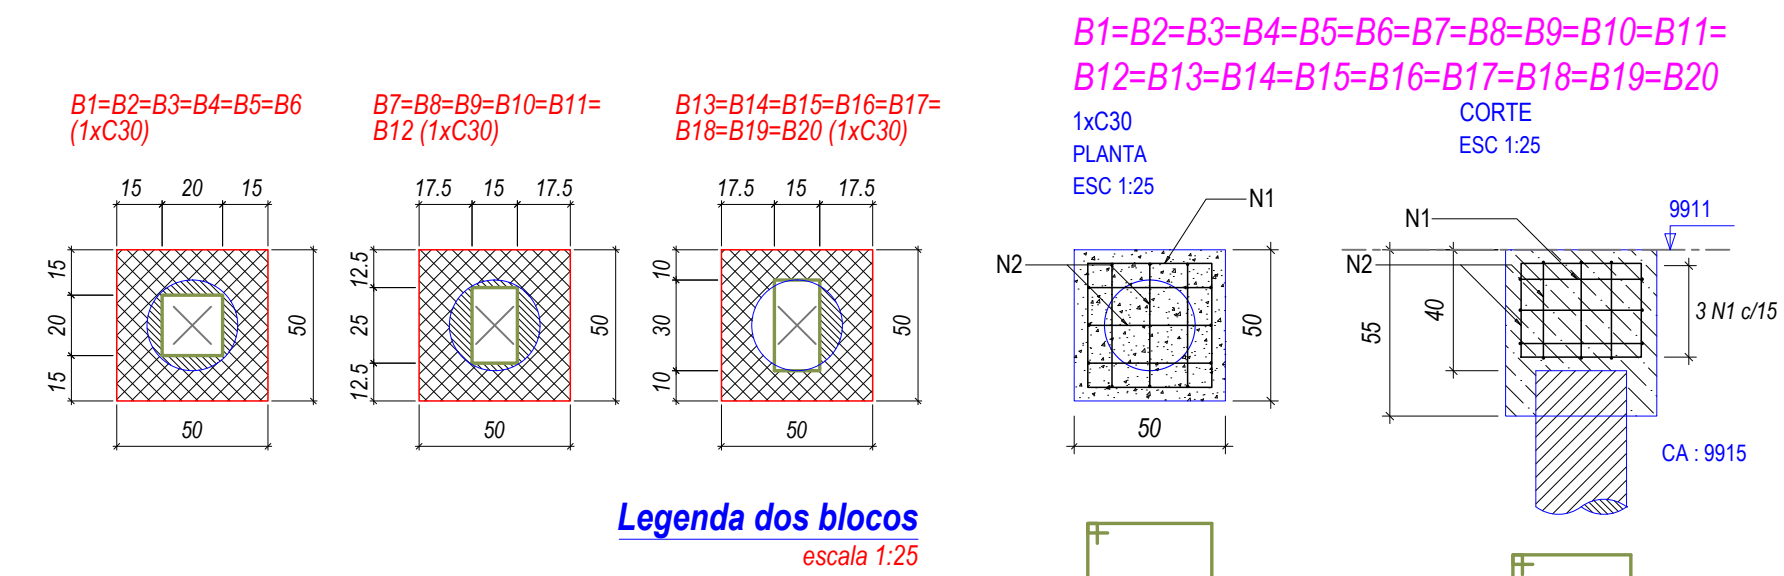 B1=B2=B3=B4=B5=B6=B7=B8=B9=B10=B11=
B12=B13=B14=B15=B16=B17=B18=B19=B20
B1=B2=B3=B4=B5=B6
(1xC30)
15 20 15
15
20
15
50
50
B7=B8=B9=B10=B11=
B12 (1xC30)
17.5 15 17.5
12.5
25
12.5
50
50
B13=B14=B15=B16=B17=
B18=B19=B20 (1xC30)
17.5 15 17.5
10
30
10
50
50
Legenda dos blocos
escala 1:25
1xC30
PLANTA
ESC 1:25
N1
N2
50
50
CORTE
ESC 1:25
9911
N1
N2
40
55
3 N1 c/15
CA : 9915